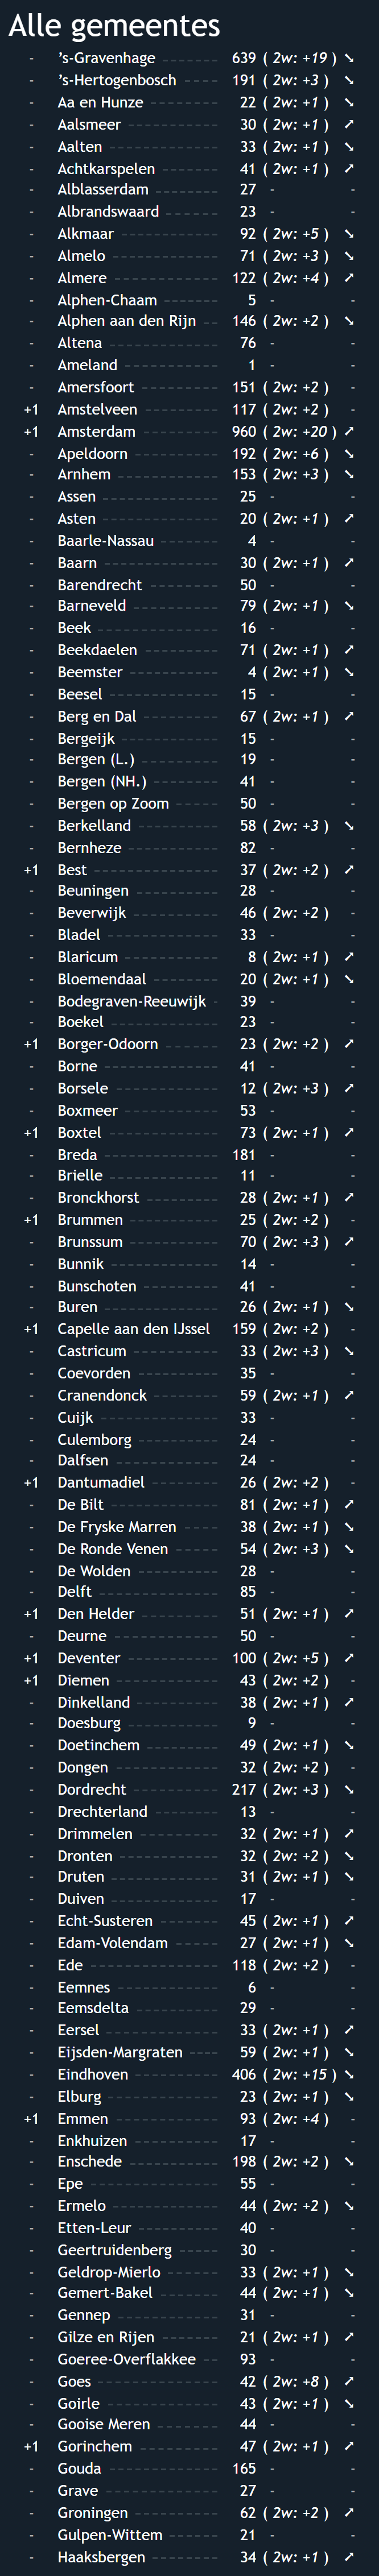 Alle gemeentes
- ’s-Gravenhage 639 ( 2w: +19 ) ➘
- ’s-Hertogenbosch 191 ( 2w: +3 ) ➘
- Aa en Hunze 22 ( 2w: +1 ) ➘
- Aalsmeer 30 ( 2w: +1 ) ➚
- Aalten 33 ( 2w: +1 ) ➘
- Achtkarspelen 41 ( 2w: +1 ) ➚
- Alblasserdam 27 - -
- Albrandswaard 23 - -
- Alkmaar 92 ( 2w: +5 ) ➘
- Almelo 71 ( 2w: +3 ) ➘
- Almere 122 ( 2w: +4 ) ➚
- Alphen-Chaam 5 - -
- Alphen aan den Rijn 146 ( 2w: +2 ) ➘
- Altena 76 - -
- Ameland 1 - -
- Amersfoort 151 ( 2w: +2 ) -
+1 Amstelveen 117 ( 2w: +2 ) -
+1 Amsterdam 960 ( 2w: +20 ) ➚
- Apeldoorn 192 ( 2w: +6 ) ➘
- Arnhem 153 ( 2w: +3 ) ➘
- Assen 25 - -
- Asten 20 ( 2w: +1 ) ➚
- Baarle-Nassau 4 - -
- Baarn 30 ( 2w: +1 ) ➚
- Barendrecht 50 - -
- Barneveld 79 ( 2w: +1 ) ➘
- Beek 16 - -
- Beekdaelen 71 ( 2w: +1 ) ➚
- Beemster 4 ( 2w: +1 ) ➘
- Beesel 15 - -
- Berg en Dal 67 ( 2w: +1 ) ➚
- Bergeijk 15 - -
- Bergen (L.) 19 - -
- Bergen (NH.) 41 - -
- Bergen op Zoom 50 - -
- Berkelland 58 ( 2w: +3 ) ➘
- Bernheze 82 - -
+1 Best 37 ( 2w: +2 ) ➚
- Beuningen 28 - -
- Beverwijk 46 ( 2w: +2 ) -
- Bladel 33 - -
- Blaricum 8 ( 2w: +1 ) ➚
- Bloemendaal 20 ( 2w: +1 ) ➘
- Bodegraven-Reeuwijk 39 - -
- Boekel 23 - -
+1 Borger-Odoorn 23 ( 2w: +2 ) ➚
- Borne 41 - -
- Borsele 12 ( 2w: +3 ) ➚
- Boxmeer 53 - -
+1 Boxtel 73 ( 2w: +1 ) ➚
- Breda 181 - -
- Brielle 11 - -
- Bronckhorst 28 ( 2w: +1 ) ➚
+1 Brummen 25 ( 2w: +2 ) -
- Brunssum 70 ( 2w: +3 ) ➚
- Bunnik 14 - -
- Bunschoten 41 - -
- Buren 26 ( 2w: +1 ) ➘
+1 Capelle aan den IJssel 159 ( 2w: +2 ) -
- Castricum 33 ( 2w: +3 ) ➘
- Coevorden 35 - -
- Cranendonck 59 ( 2w: +1 ) ➚
- Cuijk 33 - -
- Culemborg 24 - -
- Dalfsen 24 - -
+1 Dantumadiel 26 ( 2w: +2 ) -
- De Bilt 81 ( 2w: +1 ) ➚
- De Fryske Marren 38 ( 2w: +1 ) ➘
- De Ronde Venen 54 ( 2w: +3 ) ➘
- De Wolden 28 - -
- Delft 85 - -
+1 Den Helder 51 ( 2w: +1 ) ➚
- Deurne 50 - -
+1 Deventer 100 ( 2w: +5 ) ➚
+1 Diemen 43 ( 2w: +2 ) -
- Dinkelland 38 ( 2w: +1 ) ➚
- Doesburg 9 - -
- Doetinchem 49 ( 2w: +1 ) ➘
- Dongen 32 ( 2w: +2 ) -
- Dordrecht 217 ( 2w: +3 ) ➘
- Drechterland 13 - -
- Drimmelen 32 ( 2w: +1 ) ➚
- Dronten 32 ( 2w: +2 ) ➘
- Druten 31 ( 2w: +1 ) ➘
- Duiven 17 - -
- Echt-Susteren 45 ( 2w: +1 ) ➚
- Edam-Volendam 27 ( 2w: +1 ) ➘
- Ede 118 ( 2w: +2 ) -
- Eemnes 6 - -
- Eemsdelta 29 - -
- Eersel 33 ( 2w: +1 ) ➚
- Eijsden-Margraten 59 ( 2w: +1 ) ➘
- Eindhoven 406 ( 2w: +15 ) ➘
- Elburg 23 ( 2w: +1 ) ➘
+1 Emmen 93 ( 2w: +4 ) -
- Enkhuizen 17 - -
- Enschede 198 ( 2w: +2 ) ➘
- Epe 55 - -
- Ermelo 44 ( 2w: +2 ) ➘
- Etten-Leur 40 - -
- Geertruidenberg 30 - -
- Geldrop-Mierlo 33 ( 2w: +1 ) ➘
- Gemert-Bakel 44 ( 2w: +1 ) ➘
- Gennep 31 - -
- Gilze en Rijen 21 ( 2w: +1 ) ➚
- Goeree-Overflakkee 93 - -
- Goes 42 ( 2w: +8 ) ➚
- Goirle 43 ( 2w: +1 ) ➘
- Gooise Meren 44 - -
+1 Gorinchem 47 ( 2w: +1 ) ➚
- Gouda 165 - -
- Grave 27 - -
- Groningen 62 ( 2w: +2 ) ➚
- Gulpen-Wittem 21 - -
- Haaksbergen 34 ( 2w: +1 ) ➚